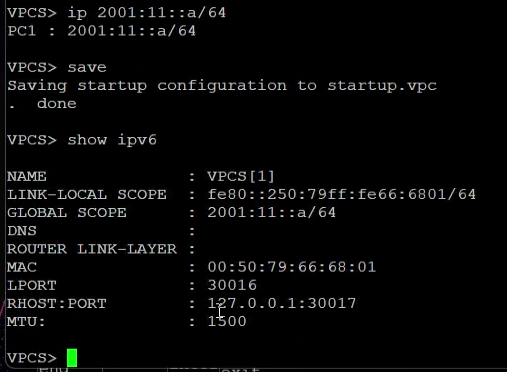 VPCS> ip 2001:11::a/64
PC1 : 2001:11::a/64
VPCS> save
Saving startup configuration to startup.vpc
.  done
VPCS> show ipv6
NAME              : VPCS[1]
LINK-LOCAL SCOPE  : fe80::250:79ff:fe66:6801/64
GLOBAL SCOPE      : 2001:11::a/64
DNS               :
ROUTER LINK-LAYER :
MAC               : 00:50:79:66:68:01
LPORT             : 30016
RHOST:PORT        : 127.0.0.1:30017
MTU:              : 1500
VPCS>